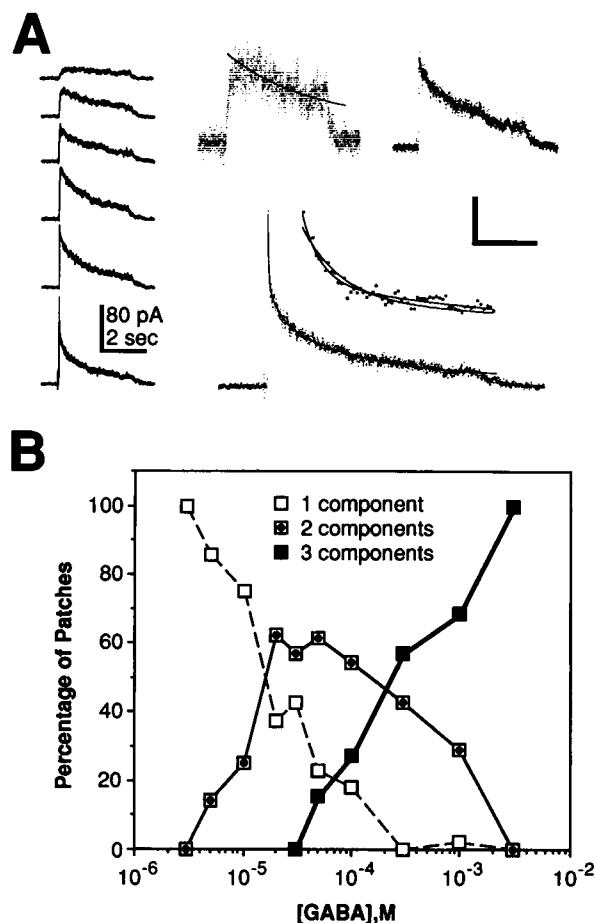 A
80 pA
2 sec
B
1 component
2 components
3 components
Percentage of Patches
100
80
60
40
20
0
10-6
10-5
10-4
10-3
10-2
[GABA],M